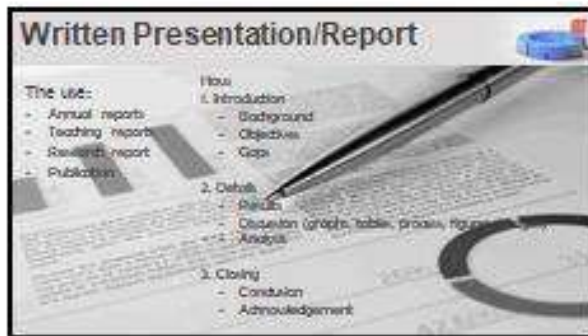 Written Presentation/Report
The use:
- Annual reports
- Teaching report
- Research report
- Publication
How
1. Introduction
- Background
- Objectives
- Gaps
2. Details
- Results
- Discussion (graphs, tables, process, figures
- Analysis
3. Closing
- Conclusion
- Acknowledgement